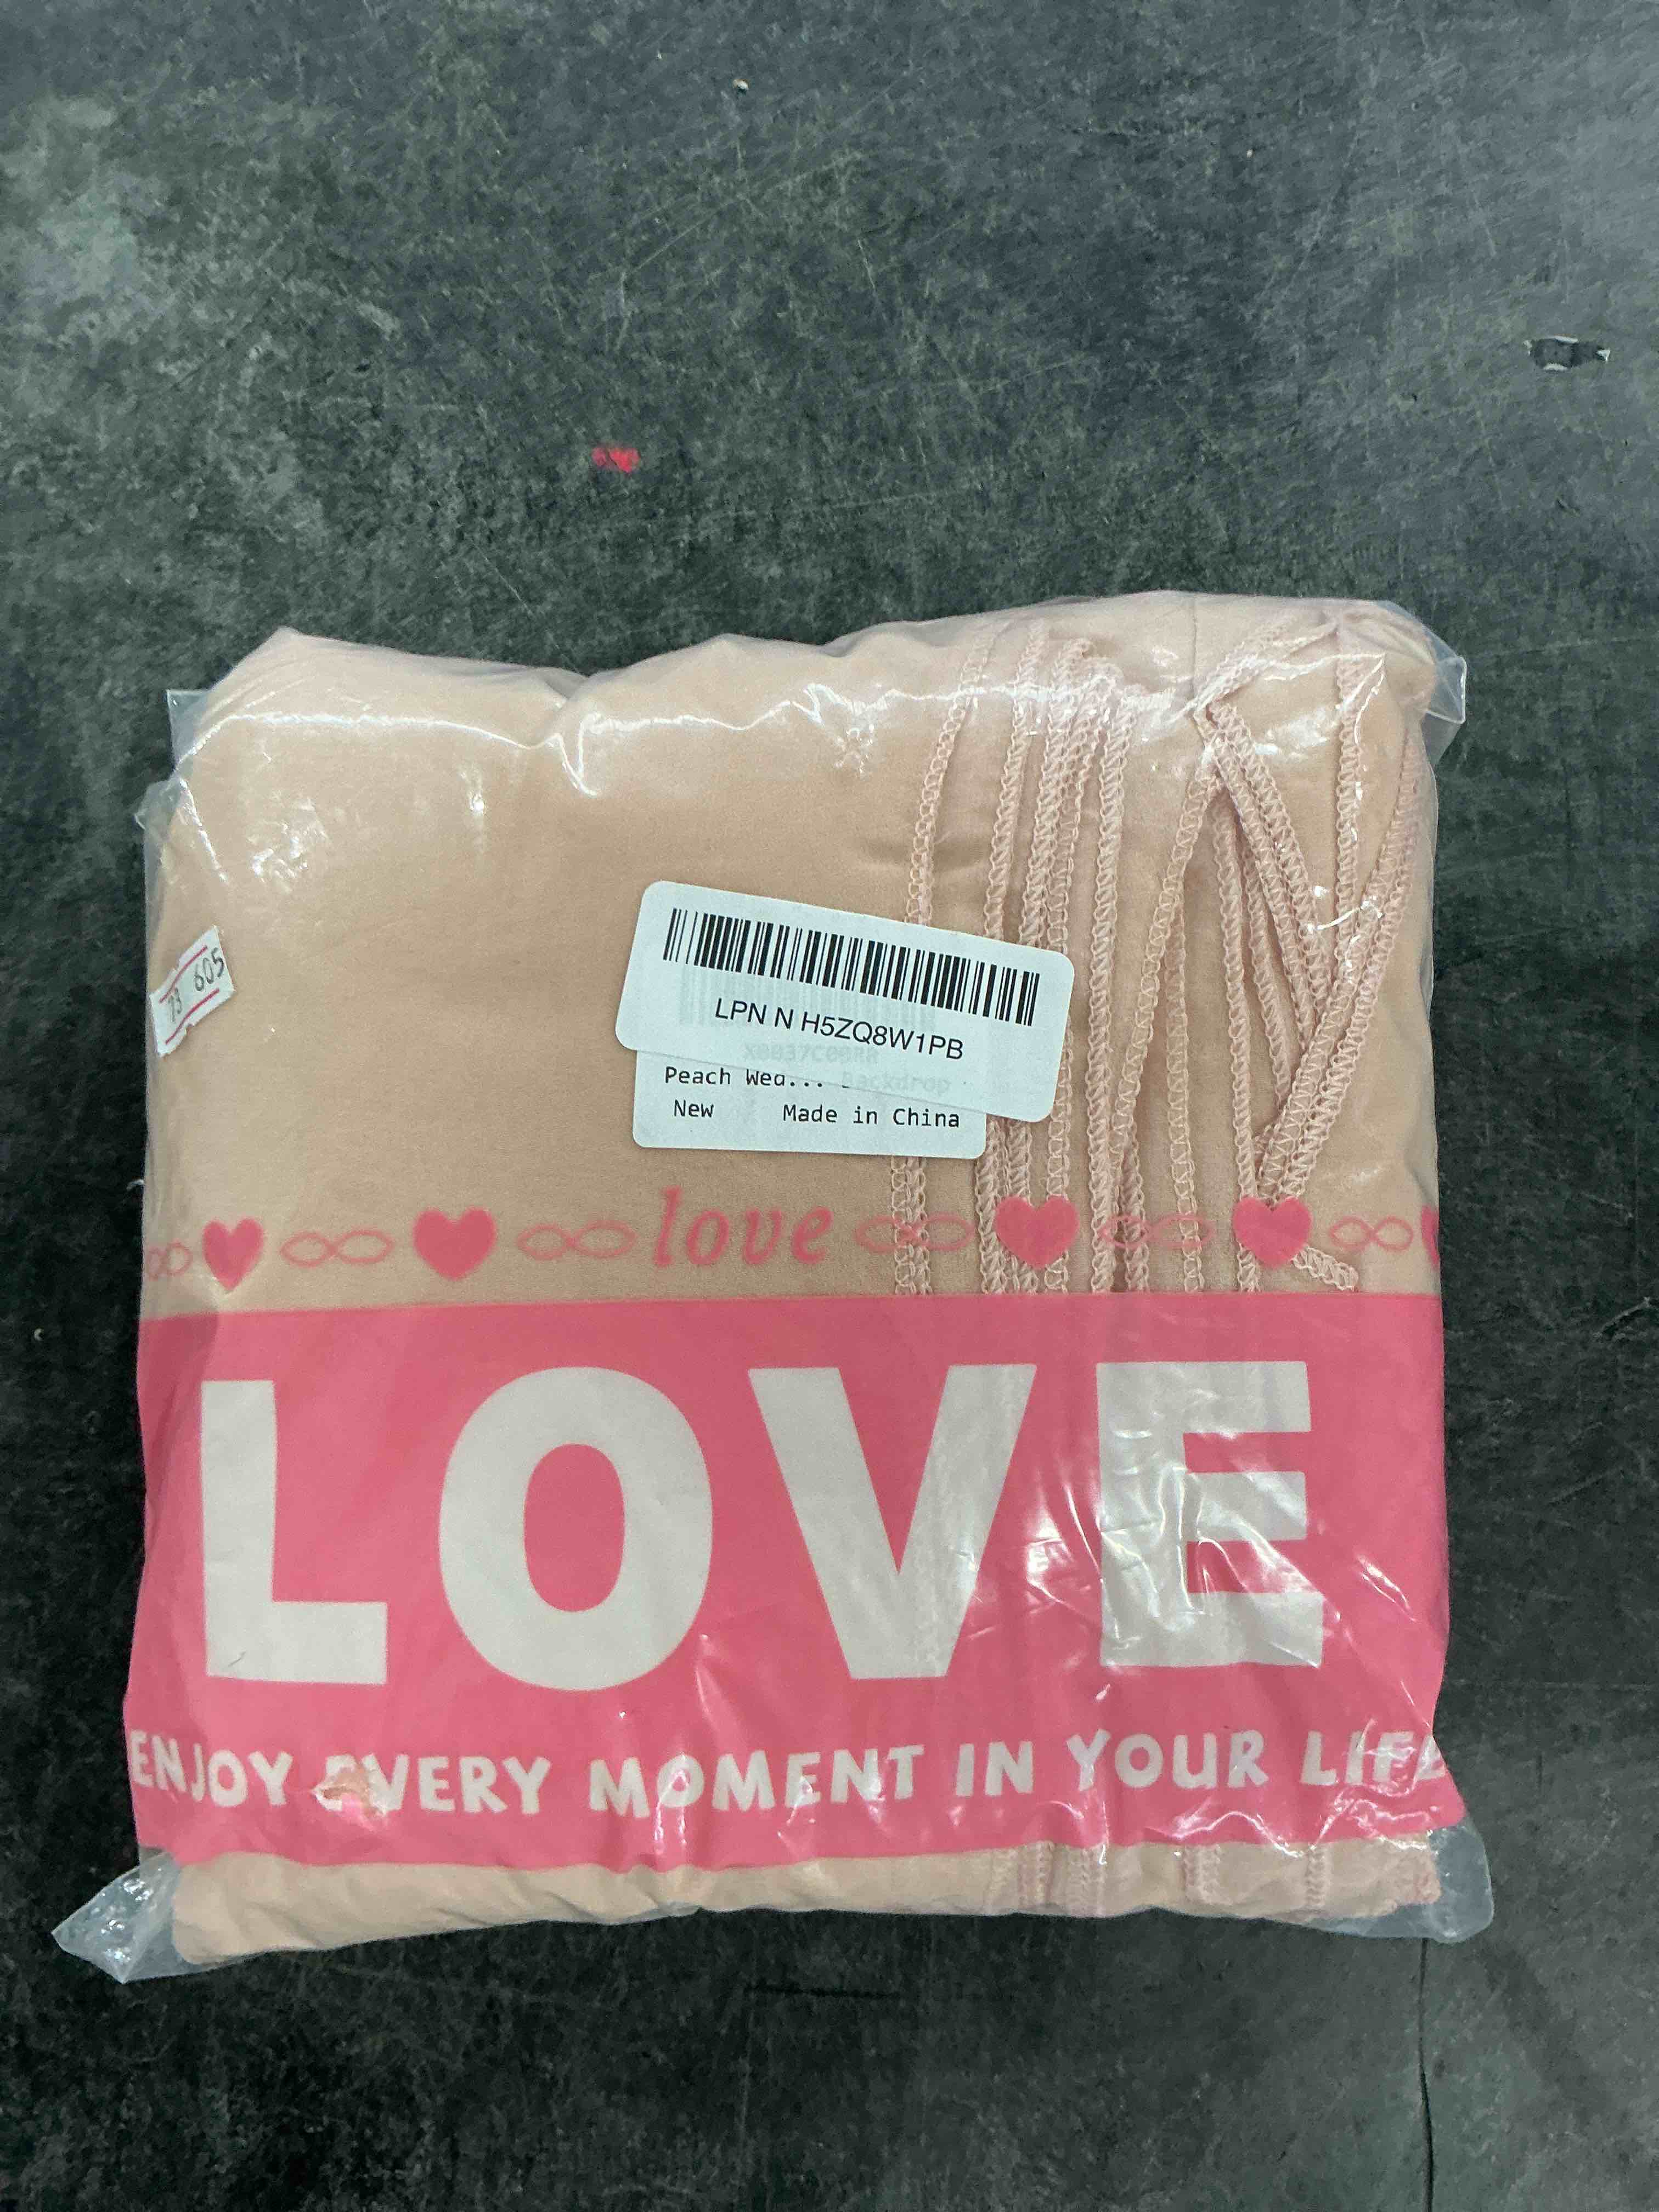 73 605
LPN N H5ZQ8W1PB
Peach Wed... Backdrop
New Made in China
love
LOVE
ENJOY EVERY MOMENT IN YOUR LIFE